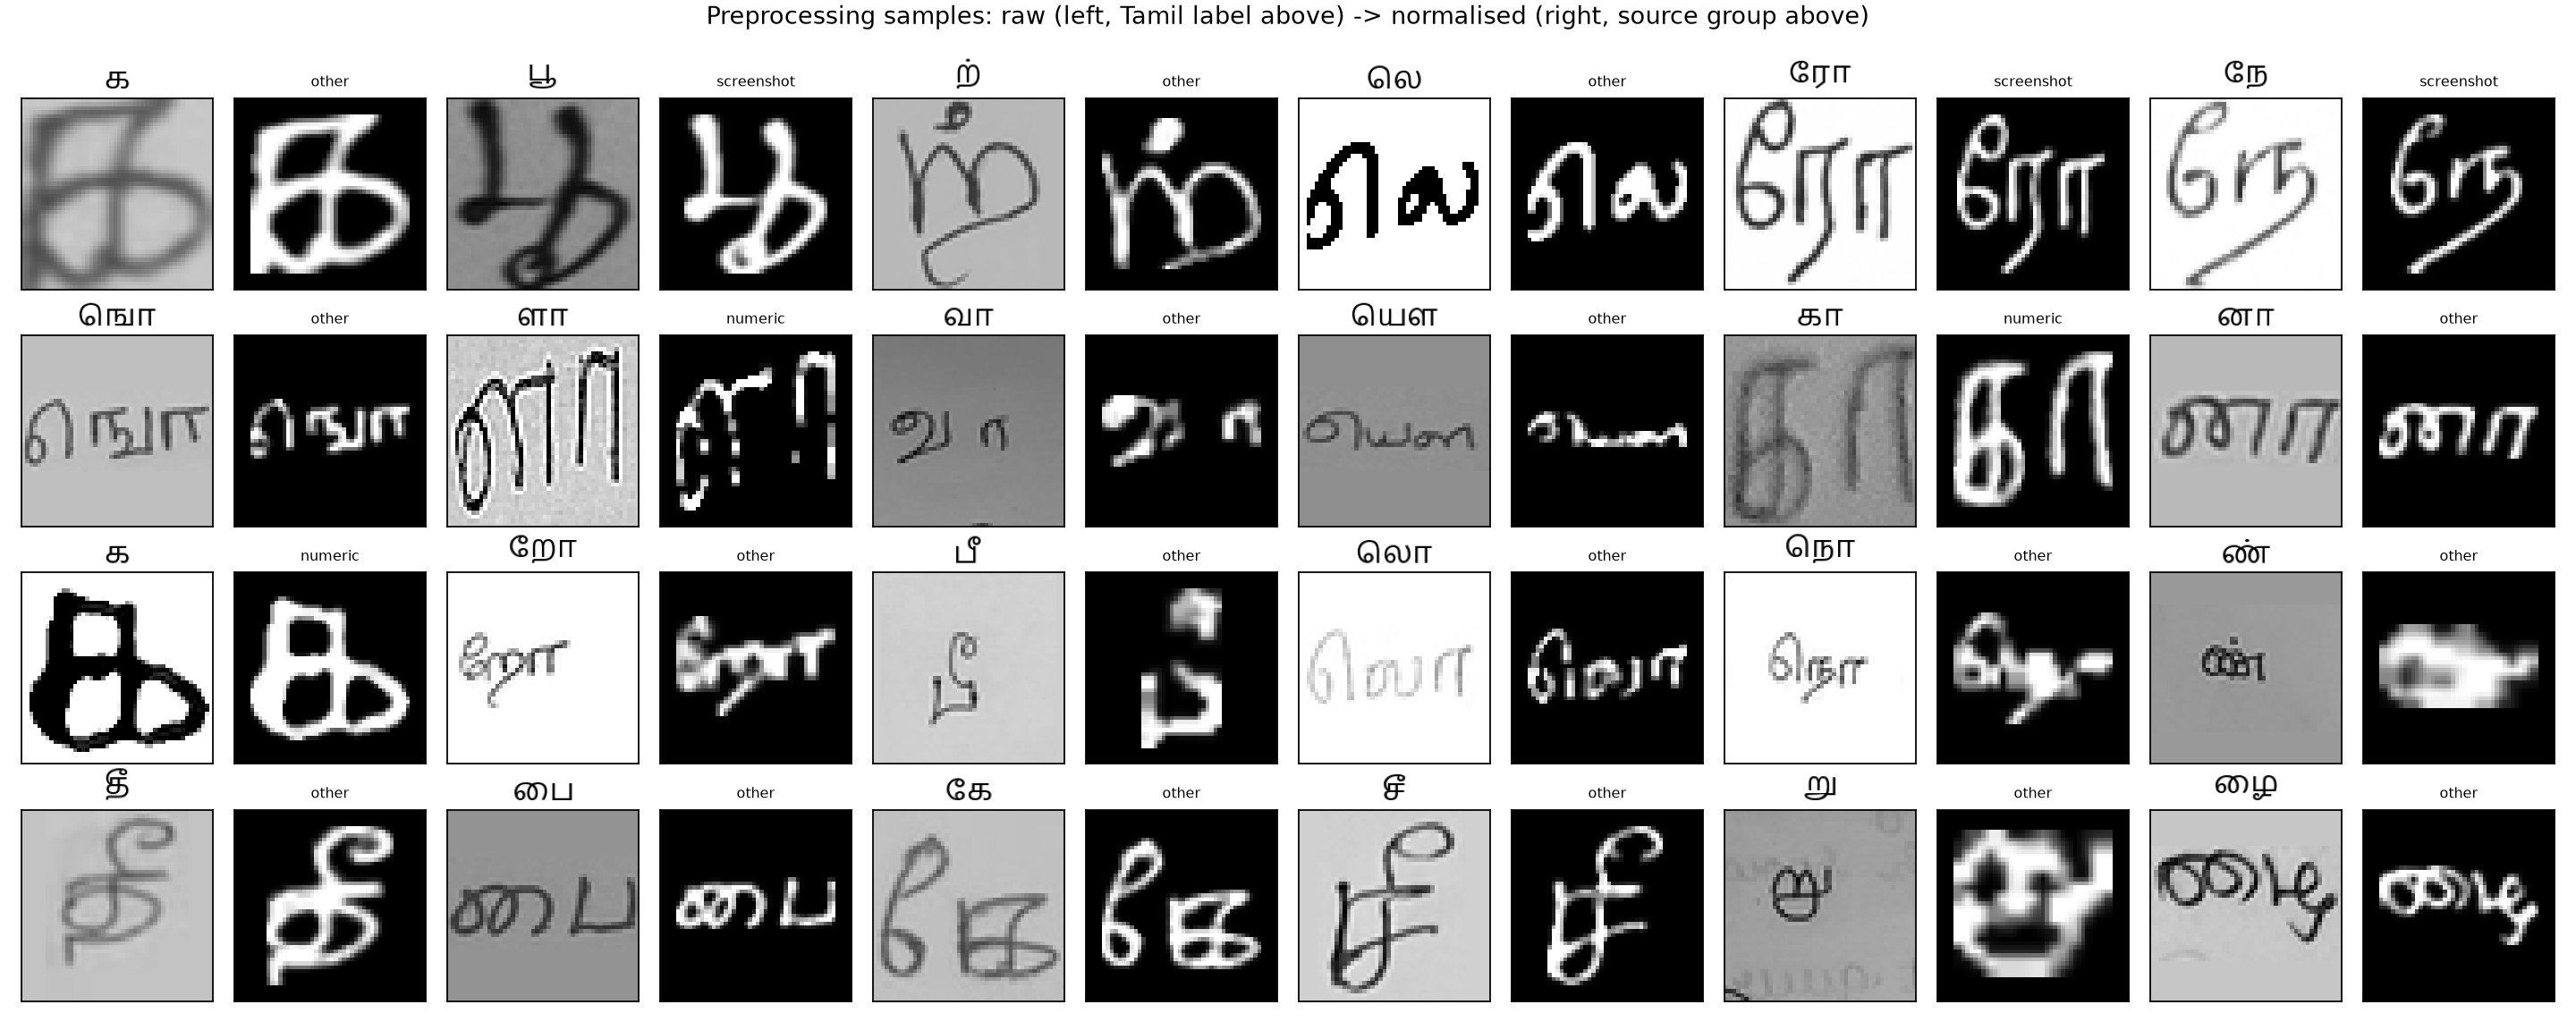 Preprocessing samples: raw (left, Tamil label above) -> normalised (right, source group above)
க other பூ screenshot ற் other லெ other ரோ screenshot நே screenshot
க க பூ பூ ற் ற் லெ லெ ரோ ரோ நே நே
ஙொ other ளா numeric வா other யௌ other கா numeric னா other
ஙொ ஙொ ளா ளா வா வா யௌ யௌ கா கா னா னா
க numeric றோ other பீ other லொ other நொ other ண் other
க க றோ றோ பீ பீ லொ லொ நொ ண்
தீ other பை other கே other சீ other று other ழை other
தீ தீ பை பை கே கே சீ சீ று ழை ழை